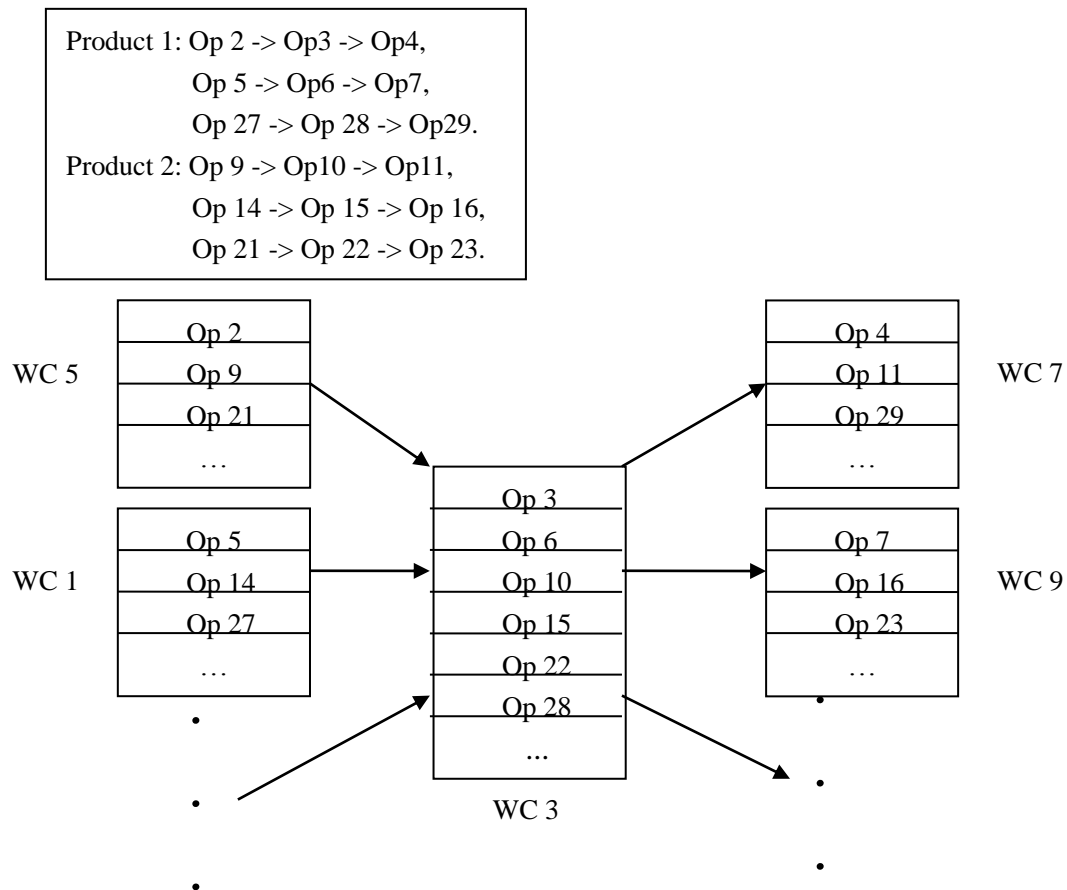 Product 1: Op 2 -> Op3 -> Op4,
Op 5 -> Op6 -> Op7,
Op 27 -> Op 28 -> Op29.
Product 2: Op 9 -> Op10 -> Op11,
Op 14 -> Op 15 -> Op 16,
Op 21 -> Op 22 -> Op 23.
WC 5
Op 2
Op 9
Op 21
…
WC 1
Op 5
Op 14
Op 27
…
Op 3
Op 6
Op 10
Op 15
Op 22
Op 28
...
WC 3
Op 4
Op 11
Op 29
…
WC 7
Op 7
Op 16
Op 23
…
WC 9